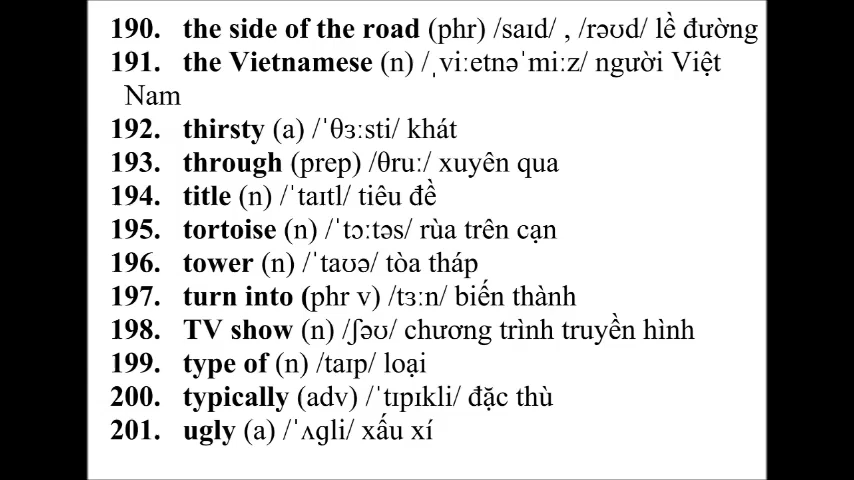 190. the side of the road (phr) /saɪd/ , /rəʊd/ lề đường
191. the Vietnamese (n) /ˌviːetnəˈmiːz/ người Việt
Nam
192. thirsty (a) /ˈθɜːsti/ khát
193. through (prep) /θruː/ xuyên qua
194. title (n) /ˈtaɪtl/ tiêu đề
195. tortoise (n) /ˈtɔːtəs/ rùa trên cạn
196. tower (n) /ˈtaʊə/ tòa tháp
197. turn into (phr v) /tɜːn/ biến thành
198. TV show (n) /ʃəʊ/ chương trình truyền hình
199. type of (n) /taɪp/ loại
200. typically (adv) /ˈtɪpɪkli/ đặc thù
201. ugly (a) /ˈʌɡli/ xấu xí